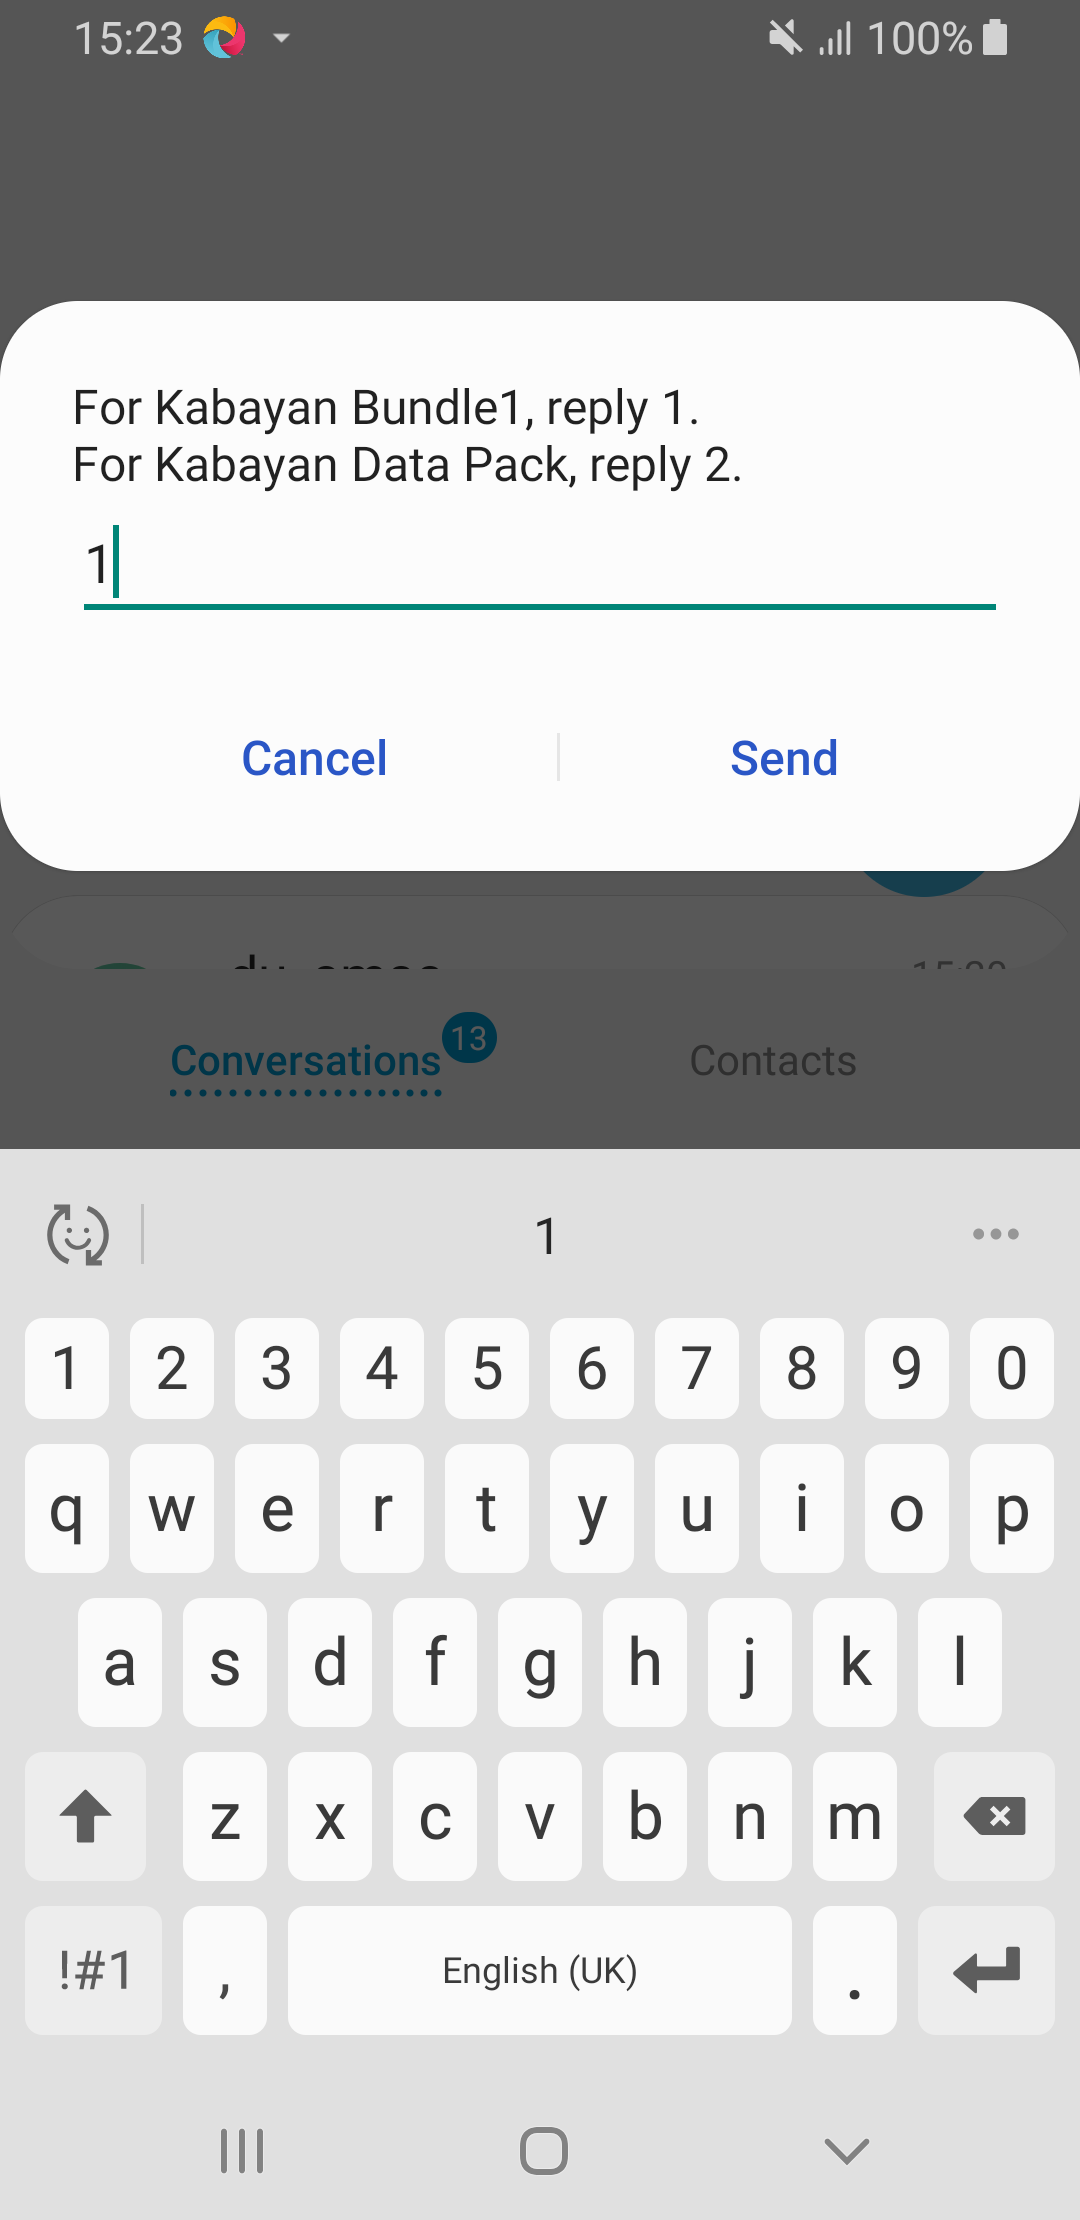 15:23
100%
For Kabayan Bundle1, reply 1.
For Kabayan Data Pack, reply 2.
1
Cancel
Send
Conversations
13
Contacts
1
1 2 3 4 5 6 7 8 9 0
q w e r t y u i o p
a s d f g h j k l
z x c v b n m
!#1 , English (UK) .